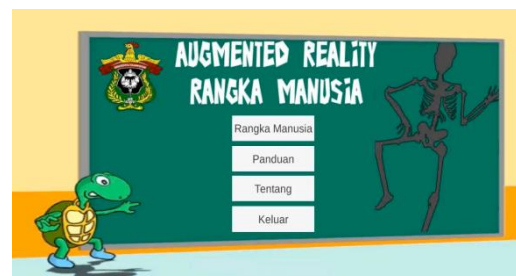 AUGMENTED REALITY
RANGKA MANUSIA
Rangka Manusia
Panduan
Tentang
Keluar